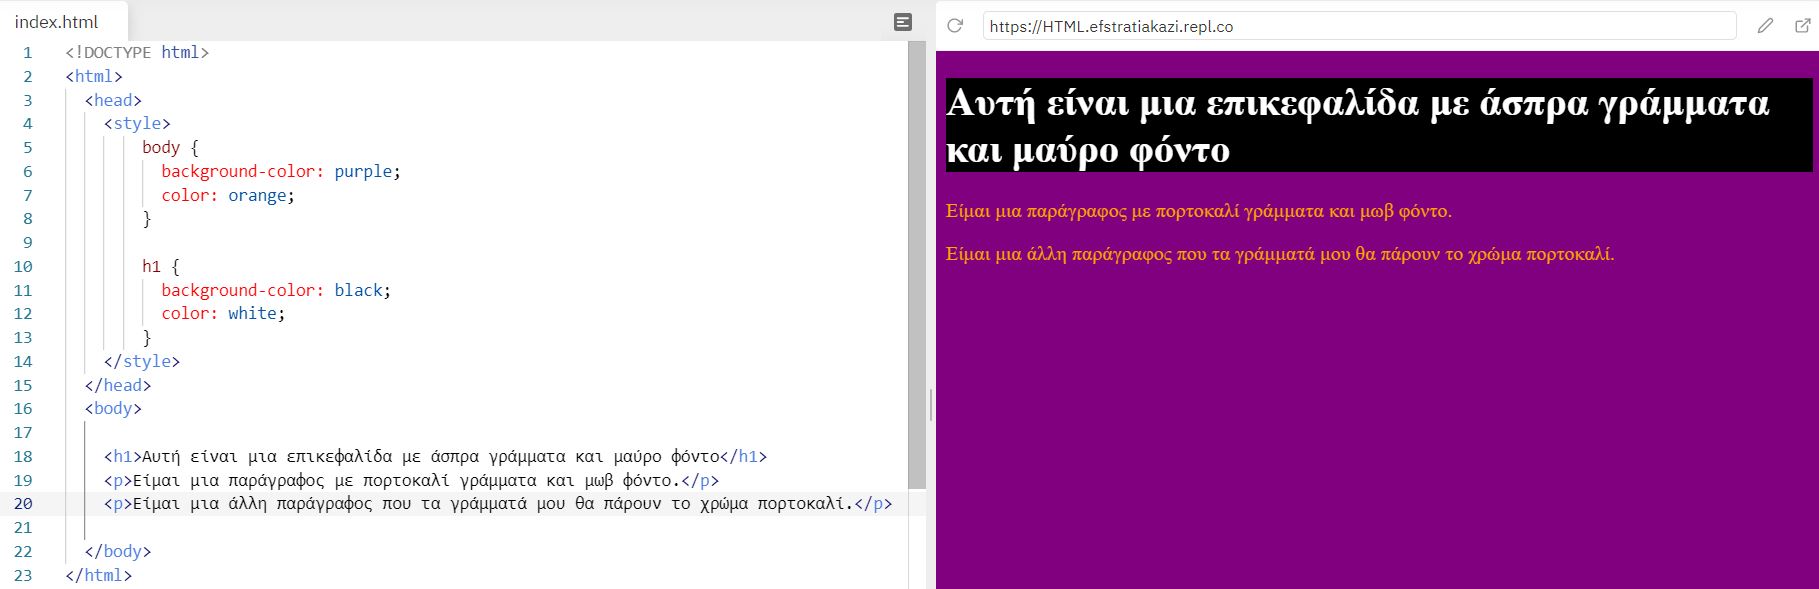 index.html
1 <!DOCTYPE html>
2 <html>
3 <head>
4 <style>
5 body {
6 background-color: purple;
7 color: orange;
8 }
9
10 h1 {
11 background-color: black;
12 color: white;
13 }
14 </style>
15 </head>
16 <body>
17
18 <h1>Αυτή είναι μια επικεφαλίδα με άσπρα γράμματα και μαύρο φόντο</h1>
19 <p>Είμαι μια παράγραφος με πορτοκαλί γράμματα και μωβ φόντο.</p>
20 <p>Είμαι μια άλλη παράγραφος που τα γράμματά μου θα πάρουν το χρώμα πορτοκαλί.</p>
21
22 </body>
23 </html>
https://HTML.efstratiakazi.repl.co
Αυτή είναι μια επικεφαλίδα με άσπρα γράμματα
και μαύρο φόντο
Είμαι μια παράγραφος με πορτοκαλί γράμματα και μωβ φόντο.
Είμαι μια άλλη παράγραφος που τα γράμματά μου θα πάρουν το χρώμα πορτοκαλί.